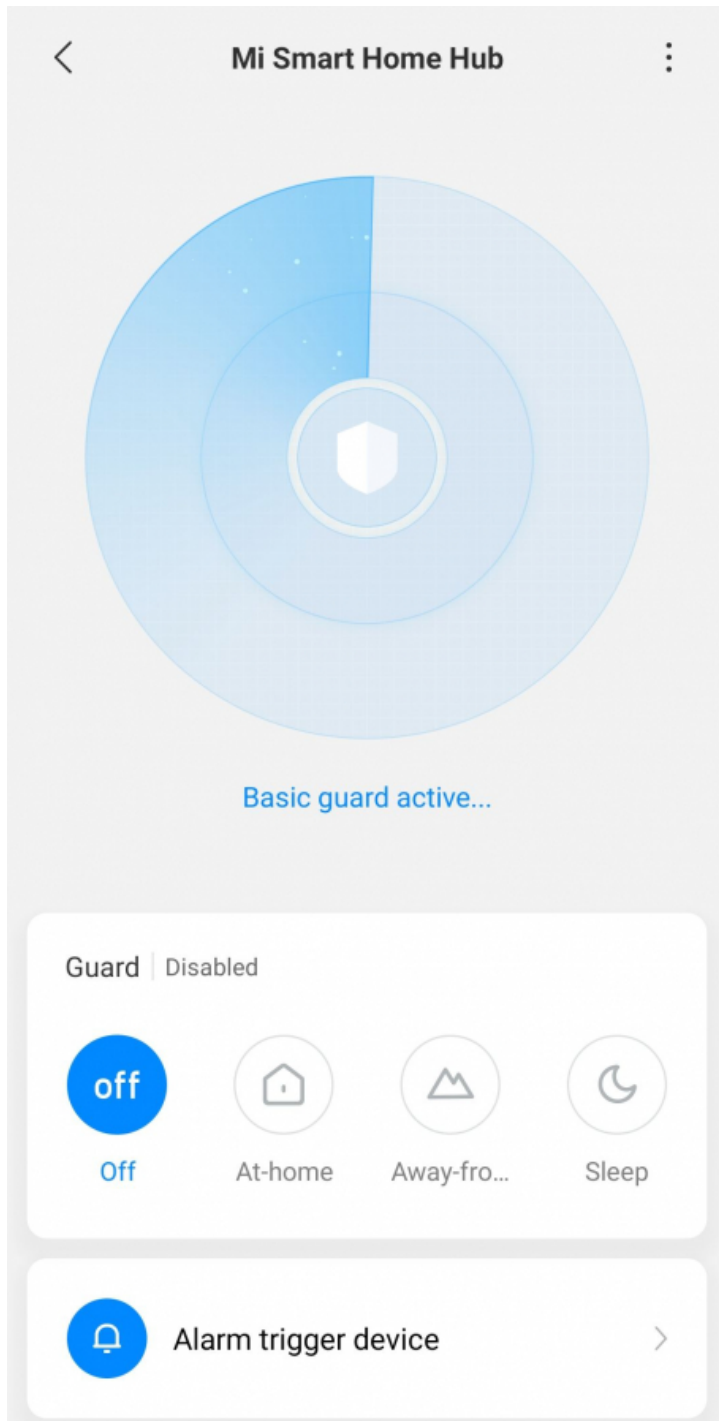 Mi Smart Home Hub
Basic guard active...
Guard | Disabled
off
Off
At-home
Away-fro...
Sleep
Alarm trigger device